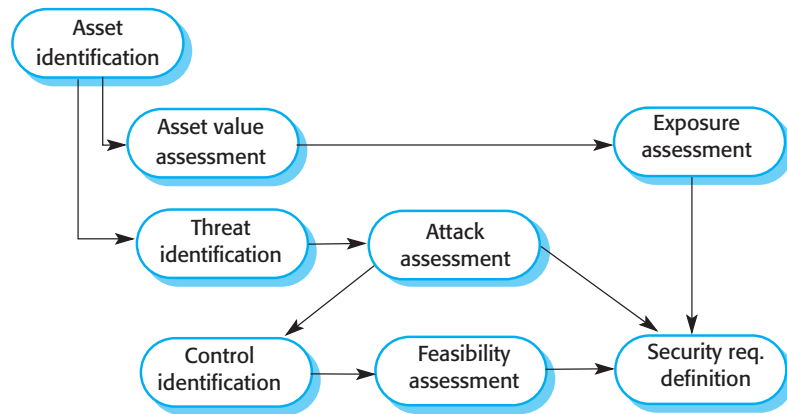 Asset
identification
Asset value
assessment
Exposure
assessment
Threat
identification
Attack
assessment
Control
identification
Feasibility
assessment
Security req.
definition